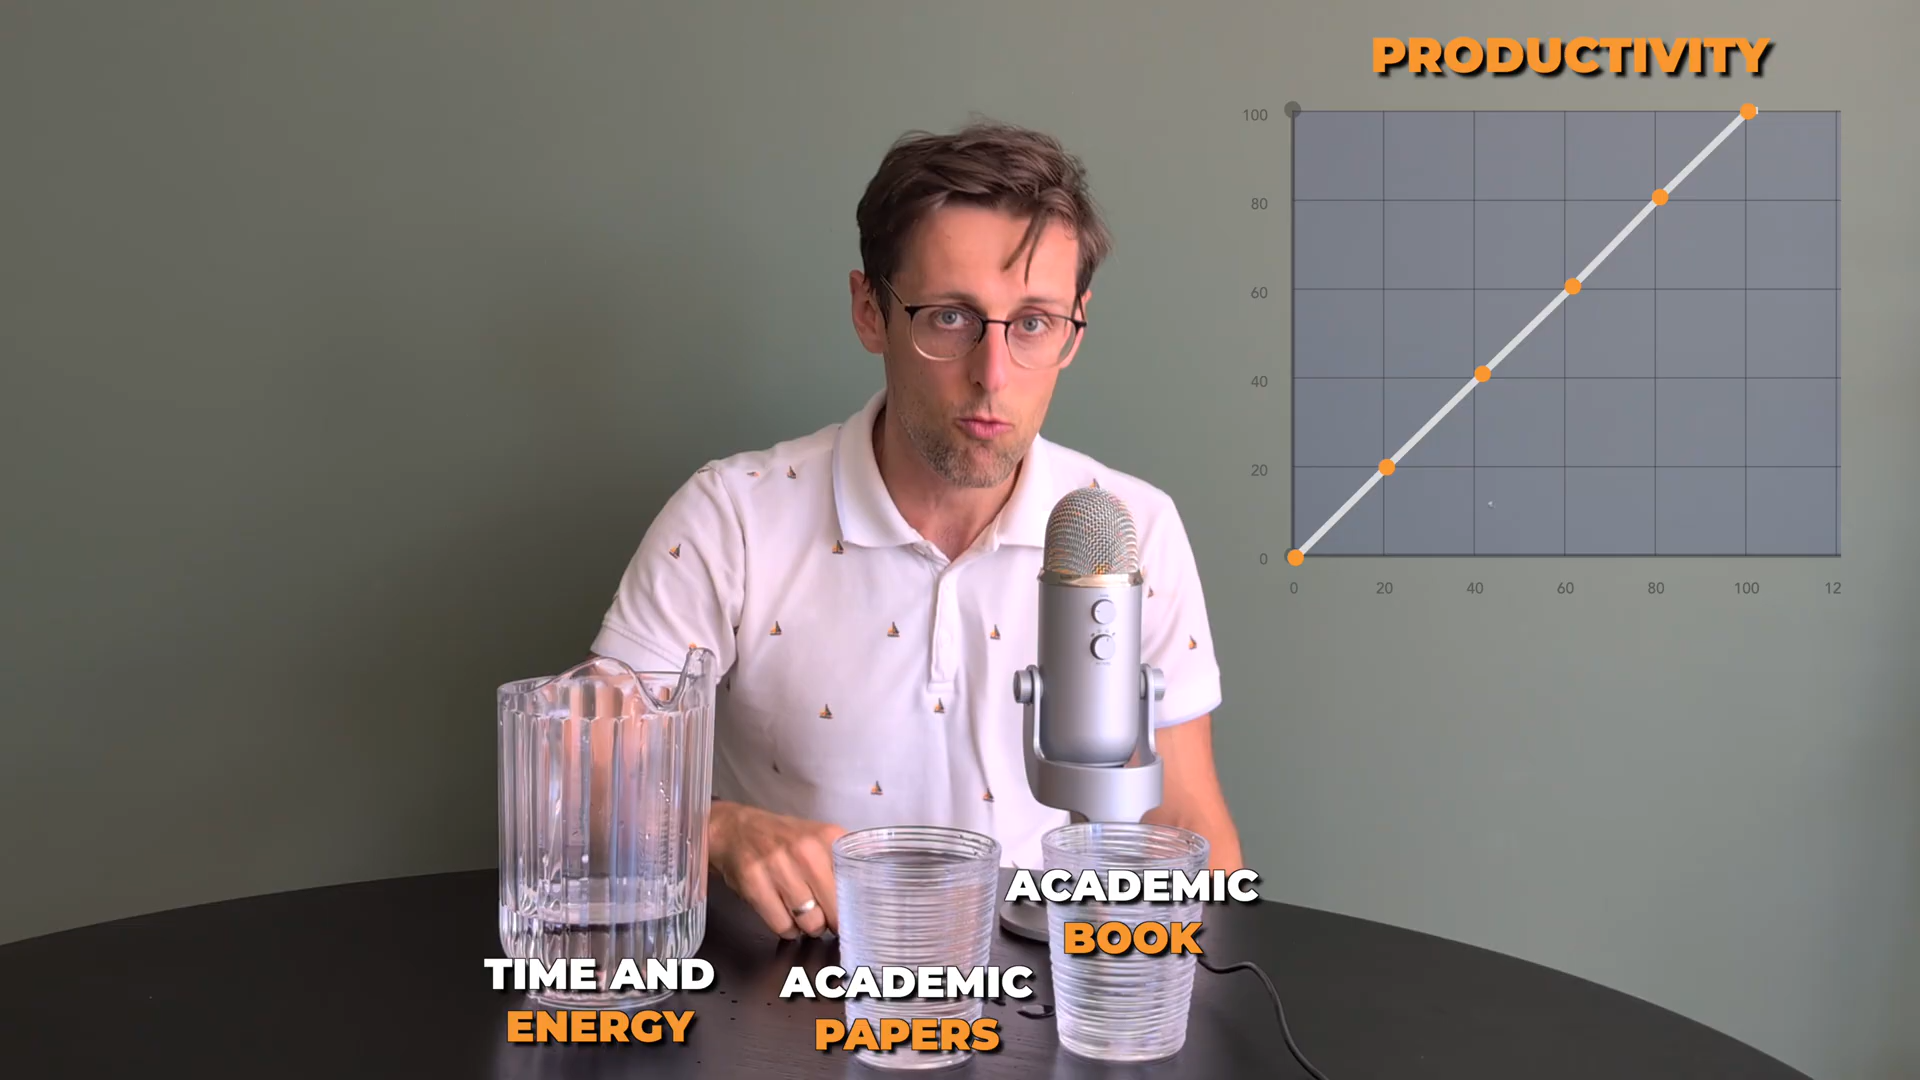 PRODUCTIVITY
100
80
60
40
20
0
0 20 40 60 80 100 12
TIME AND
ENERGY
ACADEMIC
PAPERS
ACADEMIC
BOOK